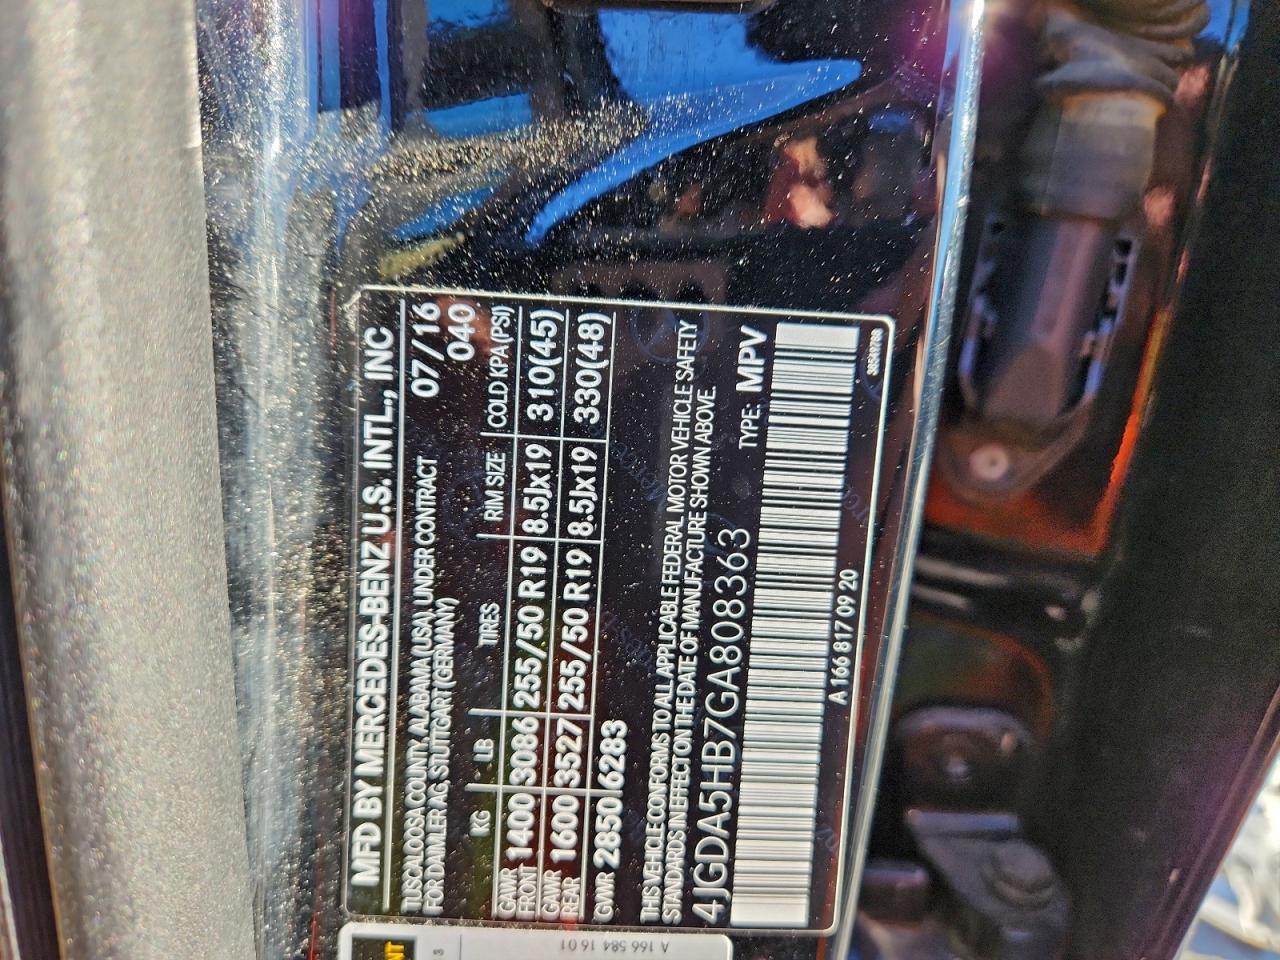 MFD BY MERCEDES-BENZ U.S. INTL., INC
TUSCALOOSA COUNTY, ALABAMA (USA), UNDER CONTRACT 07/16
FOR DAIMLER AG, STUTTGART (GERMANY) 040
KG LB TIRES RIM SIZE COLD KPA (PSI)
GAWR FRONT 1400 3086 255/50 R19 8.5Jx19 310(45)
GAWR REAR 1600 3527 255/50 R19 8.5Jx19 330(48)
GVWR 2850 6283
THIS VEHICLE CONFORMS TO ALL APPLICABLE FEDERAL MOTOR VEHICLE SAFETY
STANDARDS IN EFFECT ON THE DATE OF MANUFACTURE SHOWN ABOVE.
4JGDA5HB7GA808363 TYPE: MPV
A 166 817 09 20
A 166 584 16 01